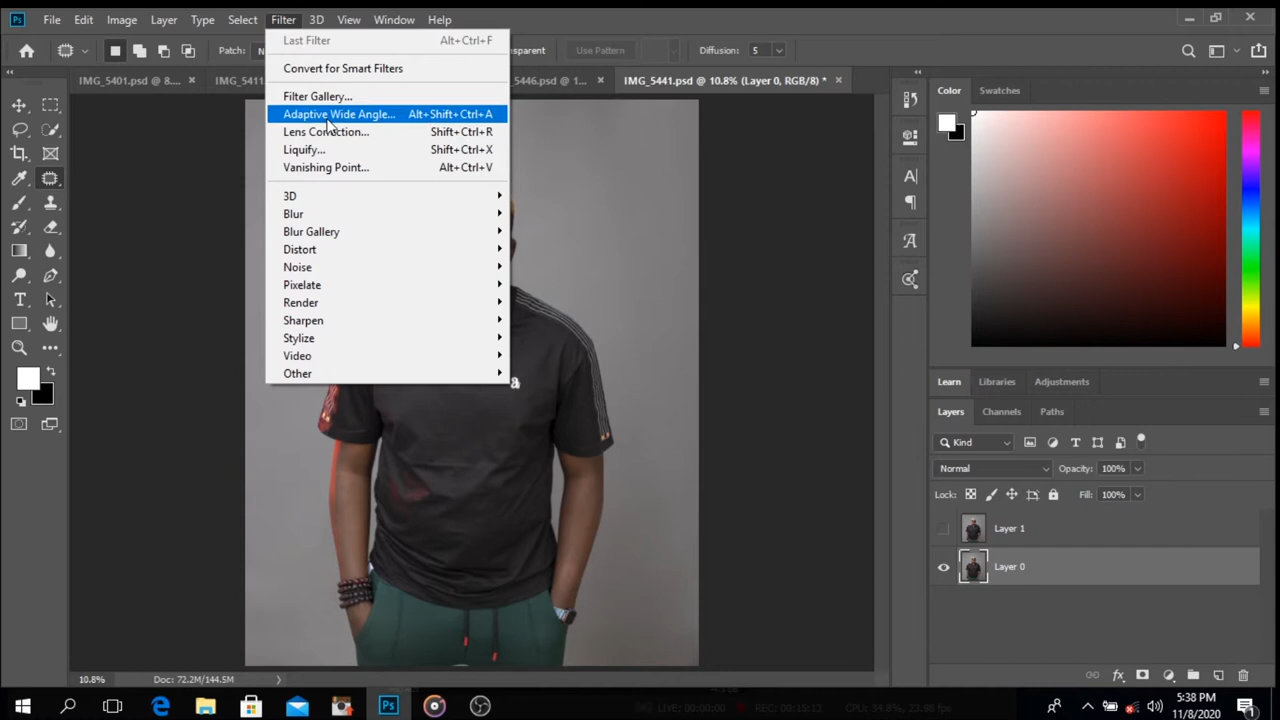 Ps File Edit Image Layer Type Select Filter 3D View Window Help
Patch: N
nsparent Use Pattern Diffusion: 5
IMG_5401.psd @ 8.... × IMG_5411 5446.psd @ 1... × IMG_5441.psd @ 10.8% (Layer 0, RGB/8) * ×
Last Filter Alt+Ctrl+F
Convert for Smart Filters
Filter Gallery...
Adaptive Wide Angle... Alt+Shift+Ctrl+A
Lens Correction... Shift+Ctrl+R
Liquify... Shift+Ctrl+X
Vanishing Point... Alt+Ctrl+V
3D
Blur
Blur Gallery
Distort
Noise
Pixelate
Render
Sharpen
Stylize
Video
Other
a
Color Swatches
Learn Libraries Adjustments
Layers Channels Paths
Kind
Normal Opacity: 100%
Lock: Fill: 100%
Layer 1
Layer 0
fx
10.8% Doc: 72.2M/144.5M
LIVE: 00:00:00 REC: 00:15:13 CPU: 34.8%, 23.98 fps
Ps
5:38 PM
11/8/2020
1